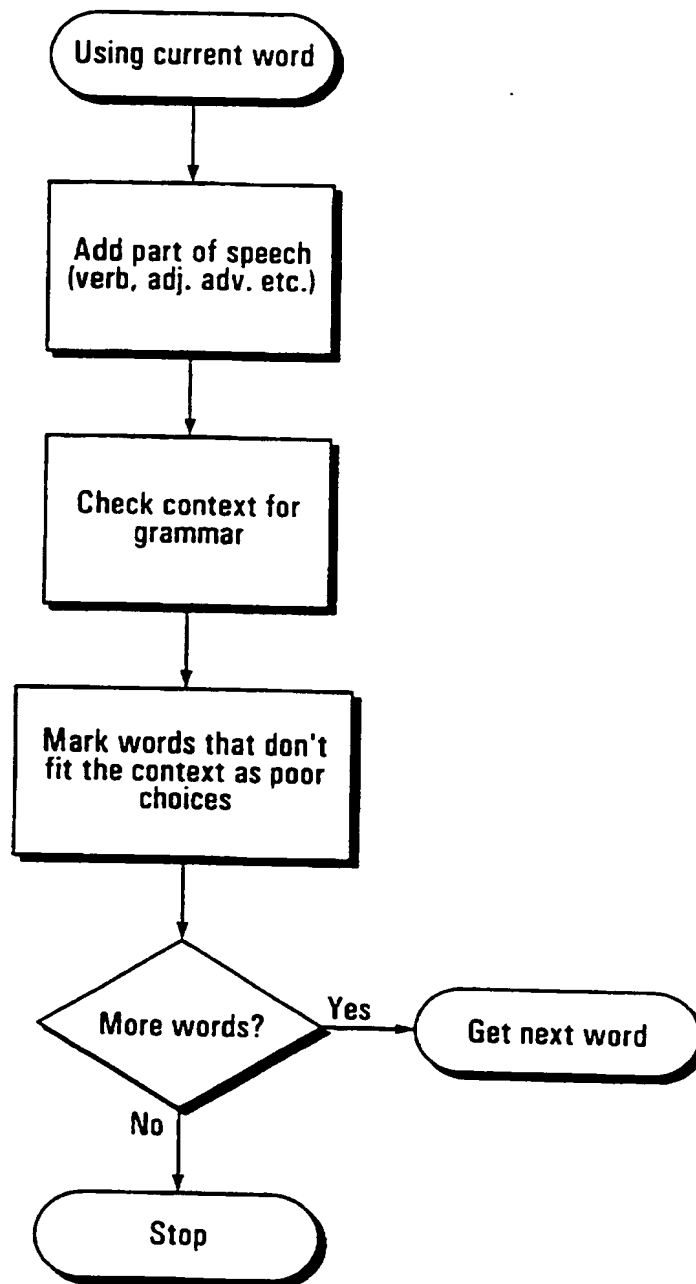 Using current word
Add part of speech
(verb, adj. adv. etc.)
Check context for
grammar
Mark words that don't
fit the context as poor
choices
More words?
Yes
Get next word
No
Stop